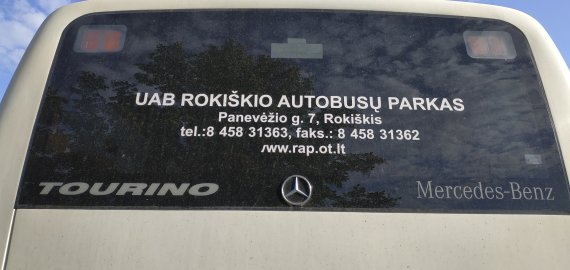 UAB ROKIŠKIO AUTOBUSŲ PARKAS
Panevėžio g. 7, Rokiškis
tel.:8 458 31363, faks.: 8 458 31362
/ww.rap.ot.lt
TOURINO
Mercedes-Benz